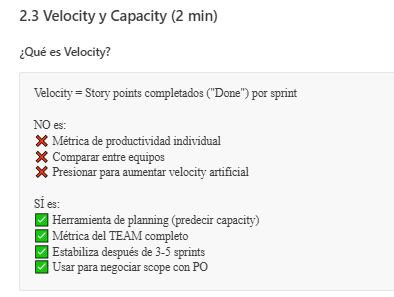 2.3 Velocity y Capacity (2 min)
¿Qué es Velocity?
Velocity = Story points completados ("Done") por sprint
NO es:
❌ Métrica de productividad individual
❌ Comparar entre equipos
❌ Presionar para aumentar velocity artificial
SÍ es:
✅ Herramienta de planning (predecir capacity)
✅ Métrica del TEAM completo
✅ Estabiliza después de 3-5 sprints
✅ Usar para negociar scope con PO